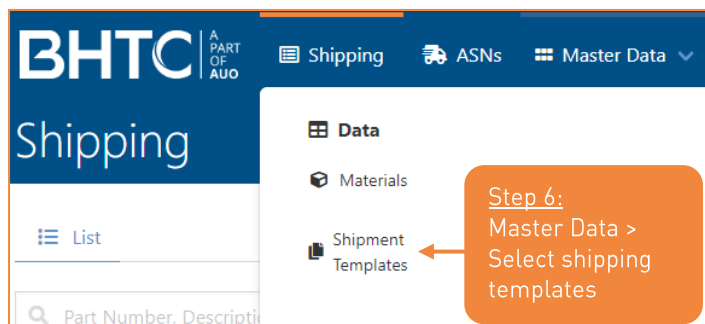 BHTC A PART OF AUO
Shipping ASNs Master Data
Shipping
Data
Materials
Shipment
Templates
List
Part Number, Descripti
Step 6:
Master Data >
Select shipping
templates